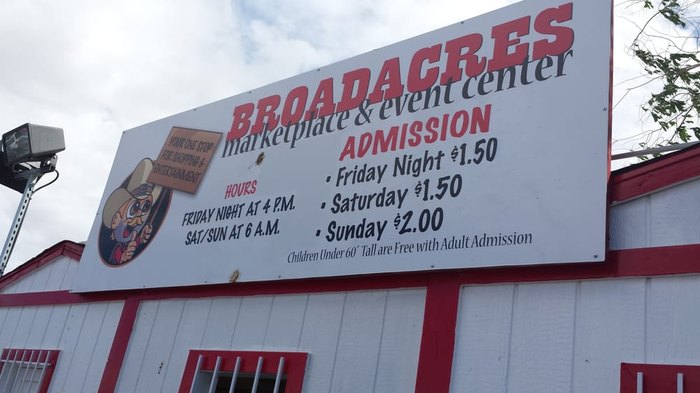 BROADACRES
marketplace & event center
YOUR ONE STOP
FOR SHOPPING &
ENTERTAINMENT
HOURS
FRIDAY NIGHT AT 4 P.M.
SAT/SUN AT 6 A.M.
ADMISSION
• Friday Night $1.50
• Saturday $1.50
• Sunday $2.00
Children Under 60" Tall are Free with Adult Admission